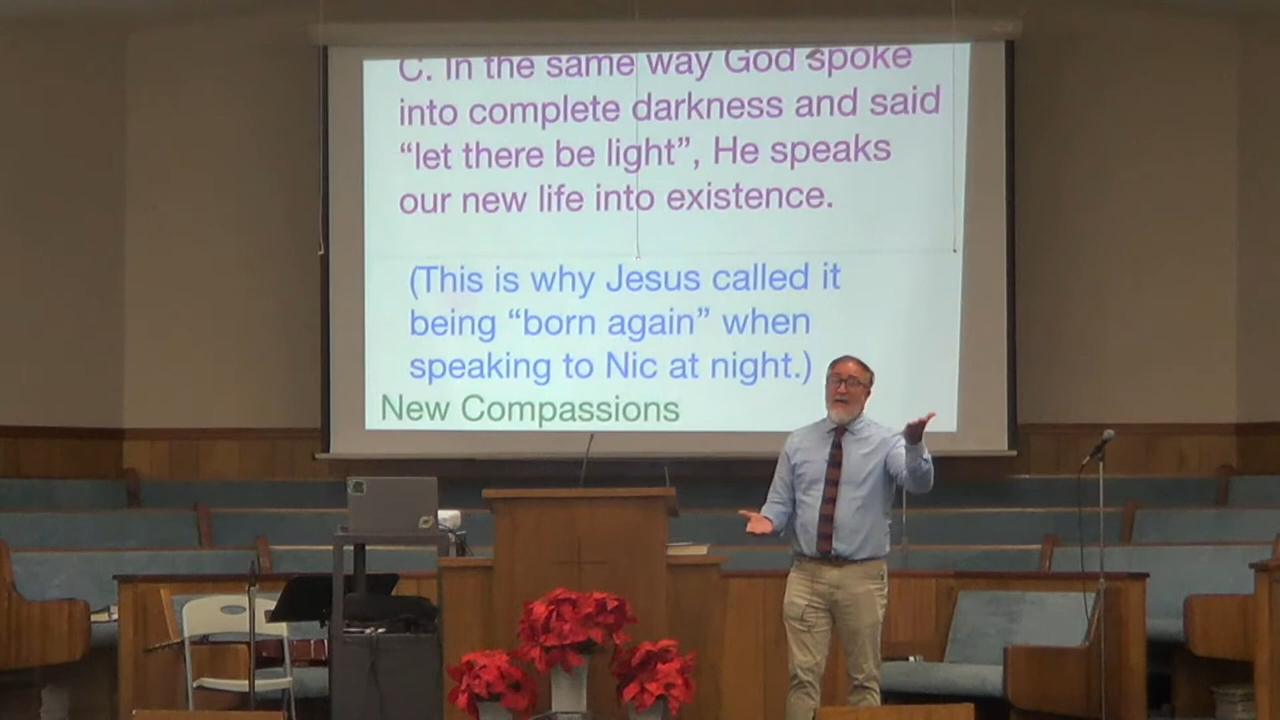 C. In the same way God spoke
into complete darkness and said
“let there be light”, He speaks
our new life into existence.
(This is why Jesus called it
being “born again” when
speaking to Nic at night.)
New Compassions